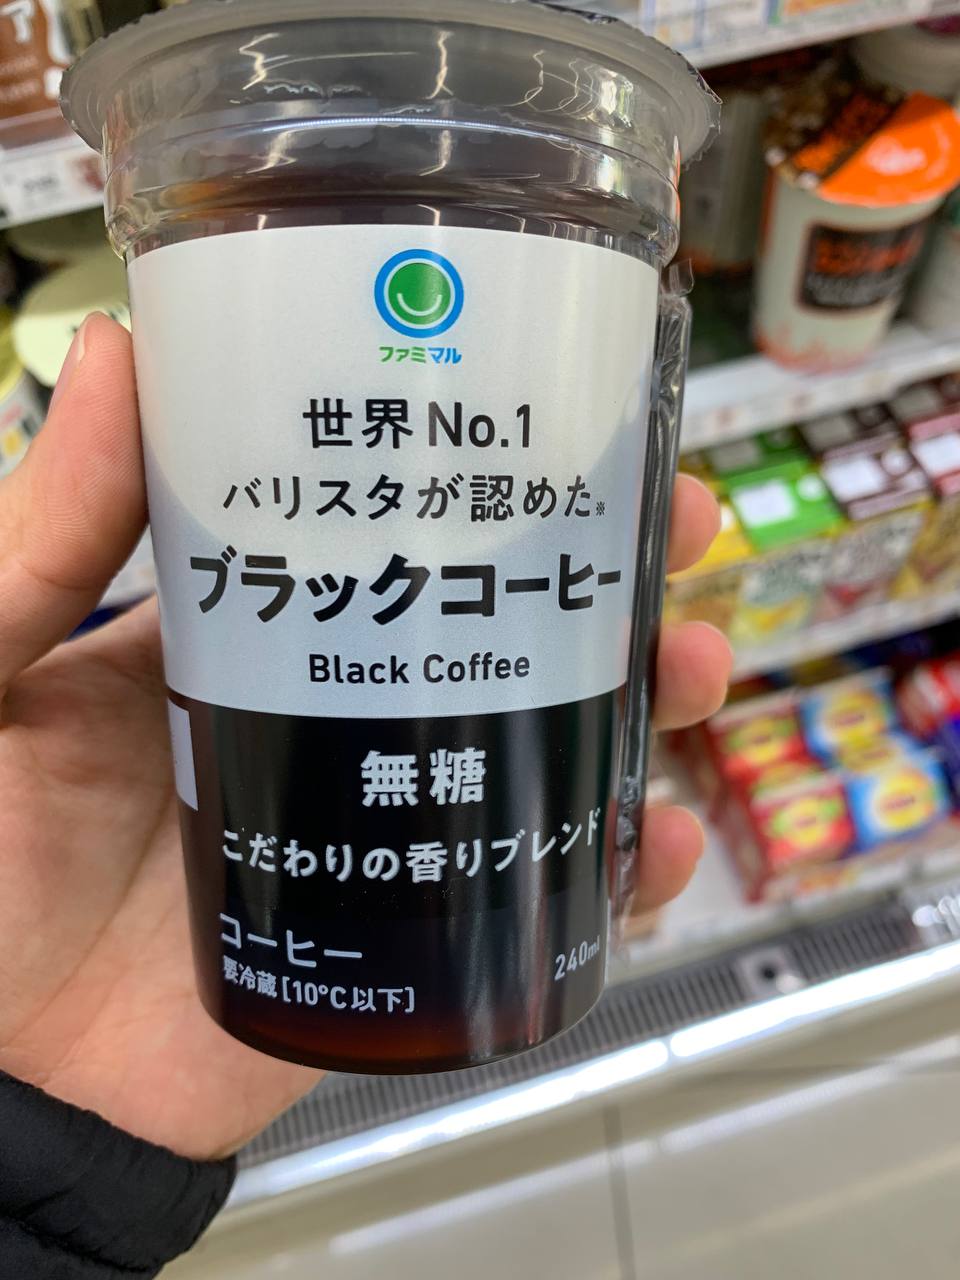 ファミマル
世界No.1
バリスタが認めた※
ブラックコーヒー
Black Coffee
無糖
こだわりの香りブレンド
コーヒー
要冷蔵[10°C以下]
240ml